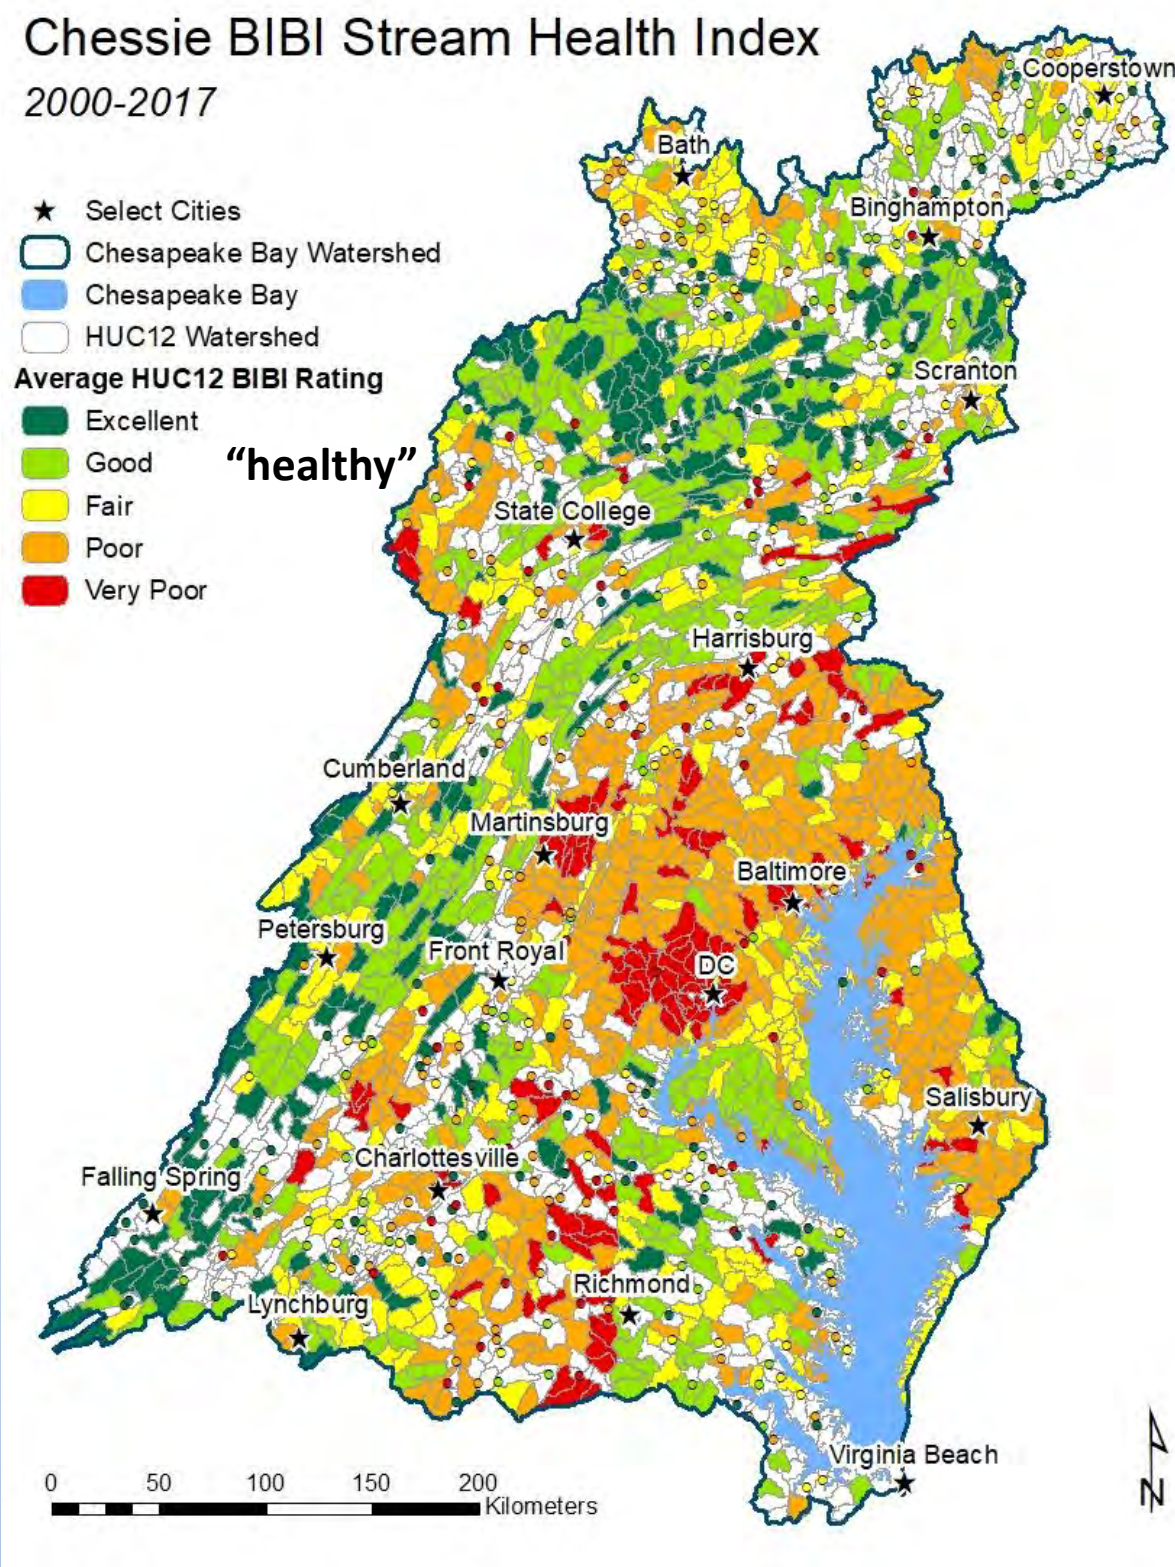 Chessie BIBI Stream Health Index
2000-2017
Select Cities
Chesapeake Bay Watershed
Chesapeake Bay
HUC12 Watershed
Average HUC12 BIBI Rating
Excellent
Good
“healthy”
Fair
Poor
Very Poor
Cooperstown
Bath
Binghampton
Scranton
State College
Harrisburg
Cumberland
Martinsburg
Baltimore
Petersburg
Front Royal
DC
Salisbury
Charlottesville
Falling Spring
Richmond
Lynchburg
Virginia Beach
0 50 100 150 200
Kilometers
N